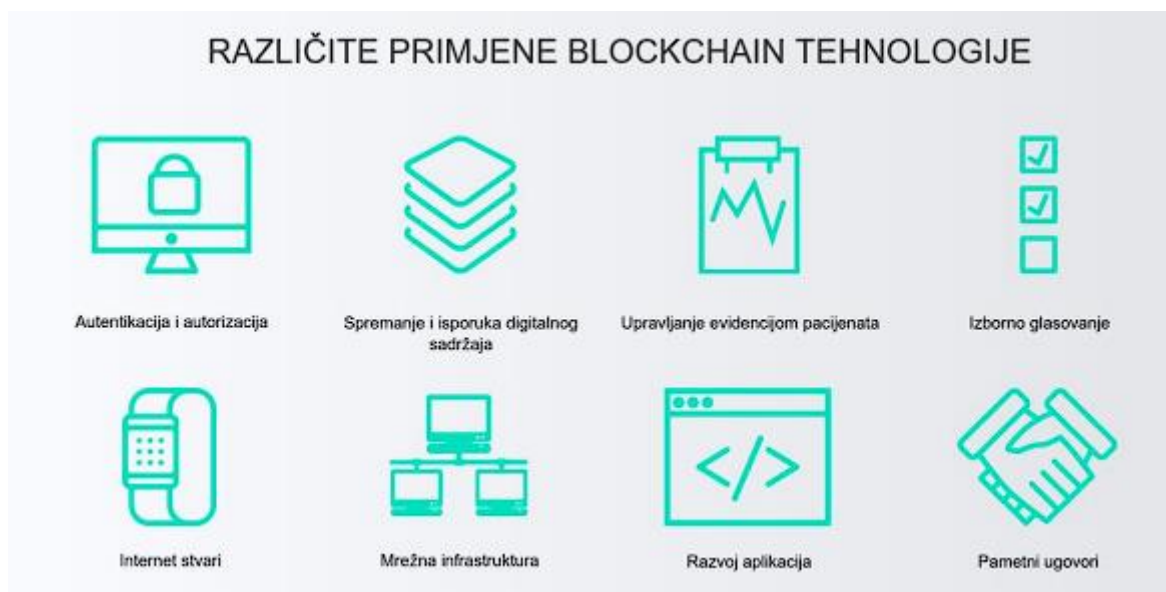 RAZLIČITE PRIMJENE BLOCKCHAIN TEHNOLOGIJE
Autentikacija i autorizacija
Spremanje i isporuka digitalnog
sadržaja
Upravljanje evidencijom pacijenata
Izborno glasovanje
Internet stvari
Mrežna infrastruktura
Razvoj aplikacija
Pametni ugovori